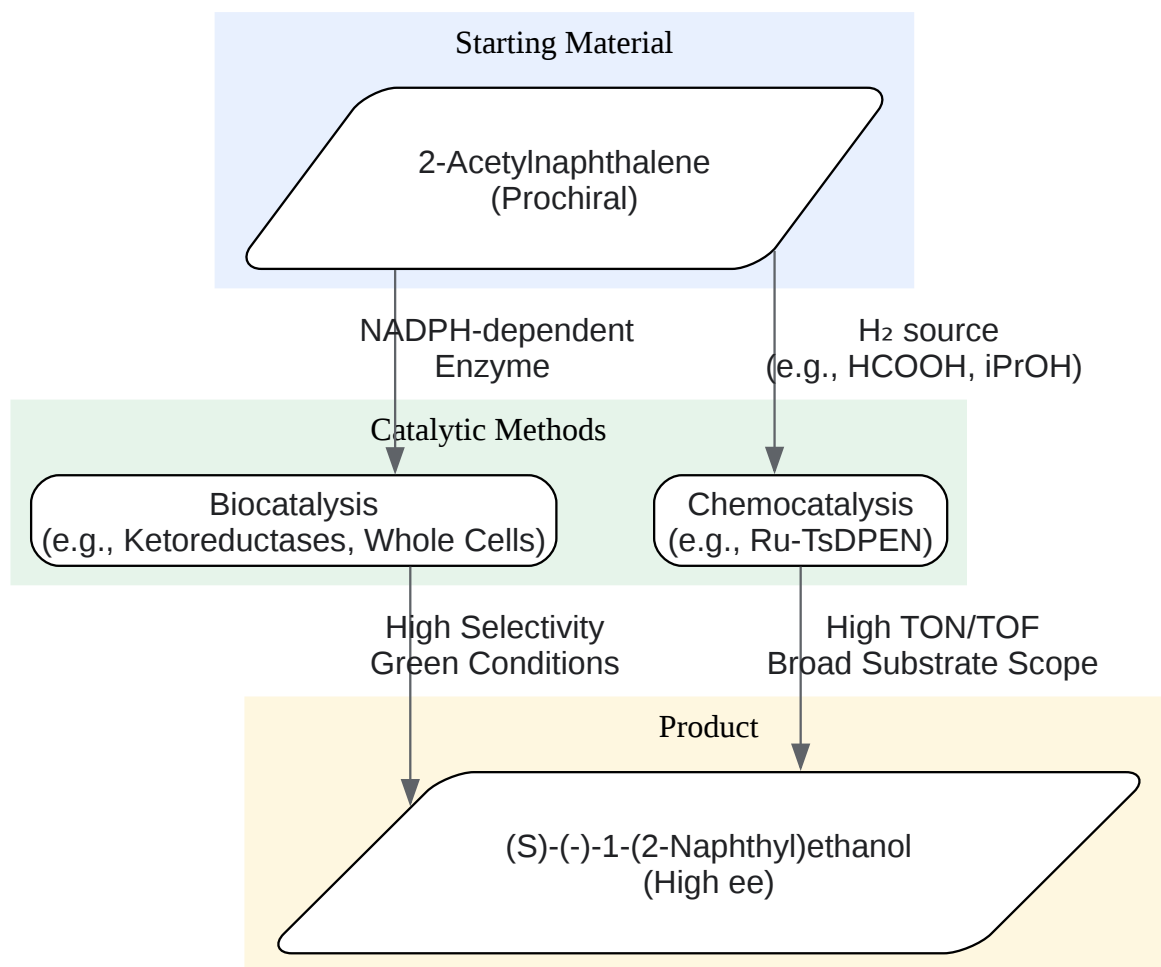 Starting Material
2-Acetylnaphthalene
(Prochiral)
NADPH-dependent
Enzyme
H₂ source
(e.g., HCOOH, iPrOH)
Catalytic Methods
Biocatalysis
(e.g., Ketoreductases, Whole Cells)
Chemocatalysis
(e.g., Ru-TsDPEN)
High Selectivity
Green Conditions
High TON/TOF
Broad Substrate Scope
Product
(S)-(-)-1-(2-Naphthyl)ethanol
(High ee)